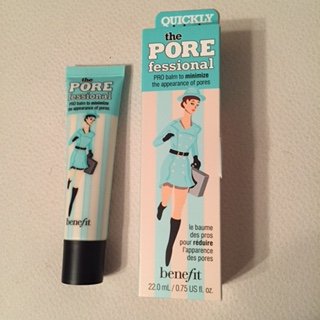 the
PORE
fessional
PRO balm to minimize
the appearance of pores
benefit
QUICKLY
the
PORE
fessional
PRO balm to minimize
the appearance of pores
le baume
des pros
pour réduire
l'apparence
des pores
benefit
22.0 mL / 0.75 US fl. oz.